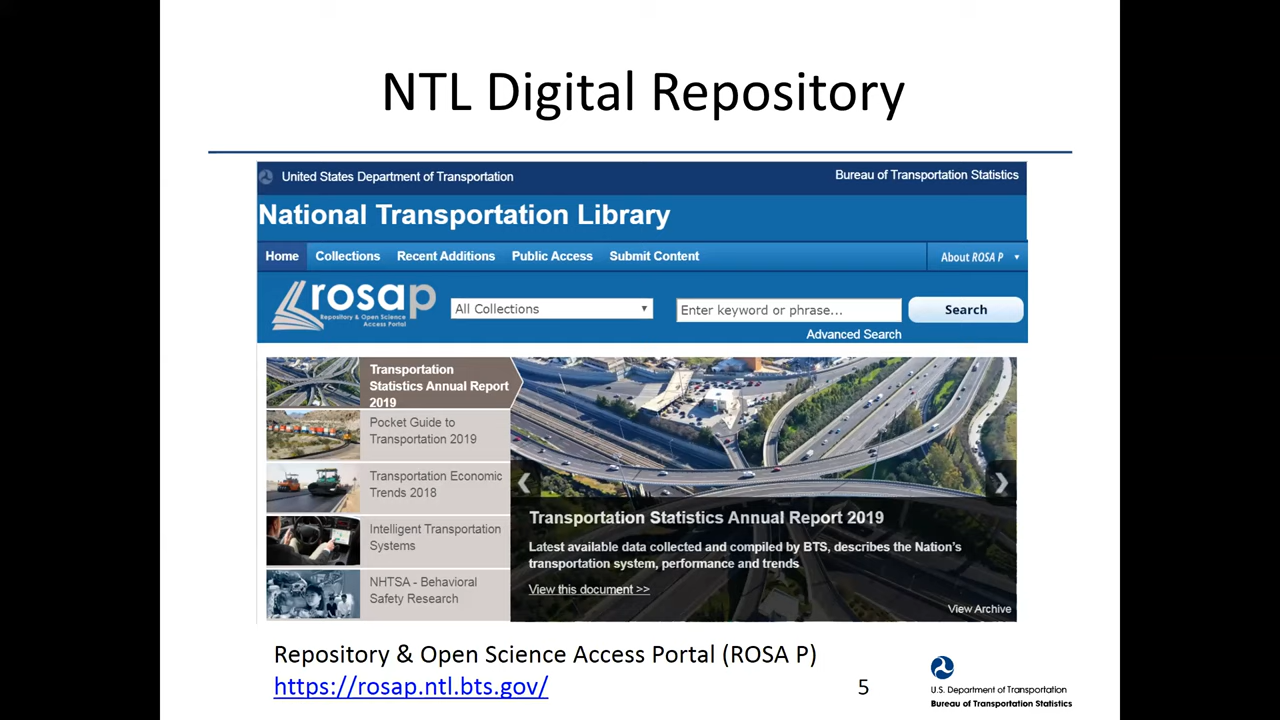 NTL Digital Repository
United States Department of Transportation
Bureau of Transportation Statistics
National Transportation Library
Home Collections Recent Additions Public Access Submit Content
About ROSA P
rosap
Repository & Open Science
Access Portal
All Collections
Enter keyword or phrase...
Search
Advanced Search
Transportation
Statistics Annual Report
2019
Pocket Guide to
Transportation 2019
Transportation Economic
Trends 2018
Intelligent Transportation
Systems
NHTSA - Behavioral
Safety Research
Transportation Statistics Annual Report 2019
Latest available data collected and compiled by BTS, describes the Nation's
transportation system, performance and trends
View this document >>
View Archive
Repository & Open Science Access Portal (ROSA P)
https://rosap.ntl.bts.gov/
5
U.S. Department of Transportation
Bureau of Transportation Statistics